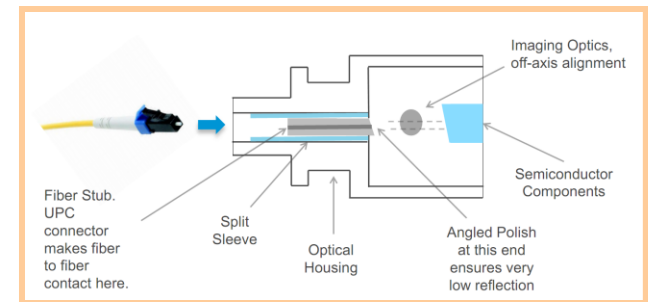 Imaging Optics,
off-axis alignment
Fiber Stub.
UPC
connector
makes fiber
to fiber
contact here.
Split
Sleeve
Optical
Housing
Angled Polish
at this end
ensures very
low reflection
Semiconductor
Components